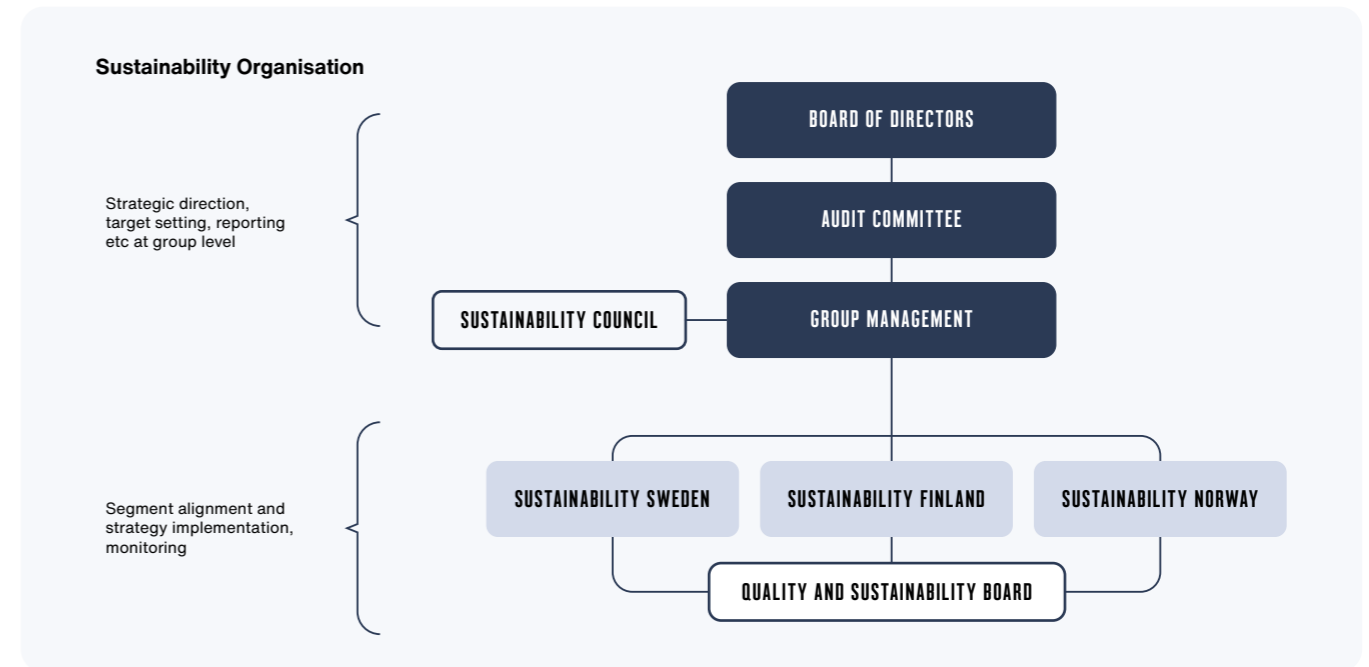 Sustainability Organisation
BOARD OF DIRECTORS
Strategic direction,
target setting, reporting
etc at group level
AUDIT COMMITTEE
SUSTAINABILITY COUNCIL
GROUP MANAGEMENT
Segment alignment and
strategy implementation,
monitoring
SUSTAINABILITY SWEDEN
SUSTAINABILITY FINLAND
SUSTAINABILITY NORWAY
QUALITY AND SUSTAINABILITY BOARD